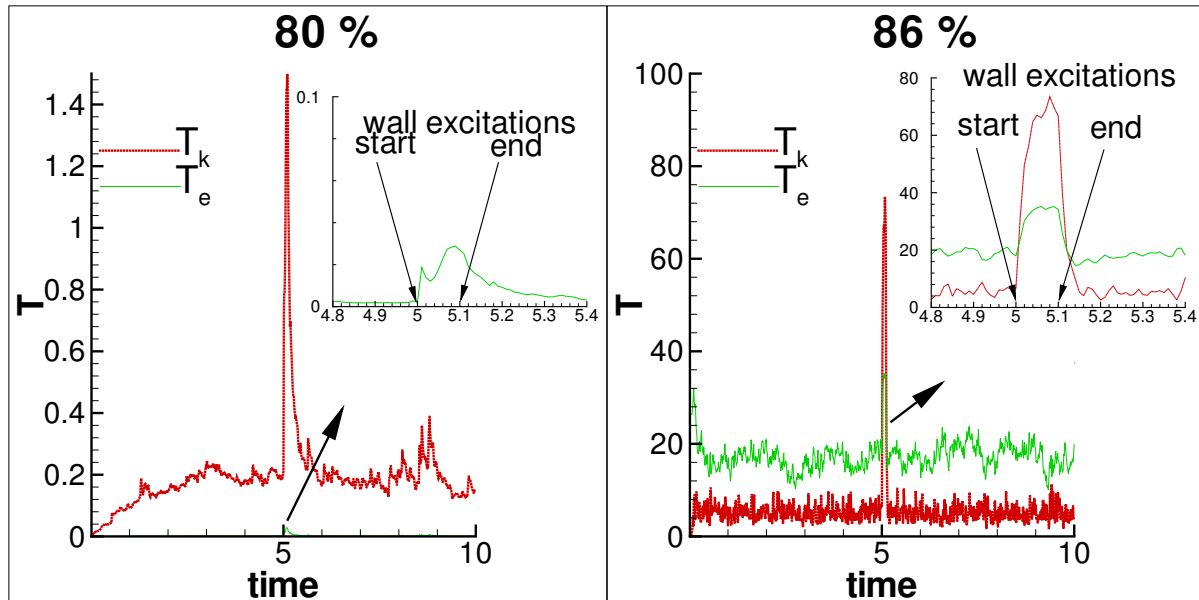 80 %
1.4
1.2
1
0.8
0.6
0.4
0.2
0
T
T_k
T_e
0.1
0
wall excitations
start
end
4.8 4.9 5 5.1 5.2 5.3 5.4
5 10
time
86 %
100
80
60
40
20
0
T
T_k
T_e
80
60
40
20
0
wall excitations
start
end
4.8 4.9 5 5.1 5.2 5.3 5.4
5 10
time